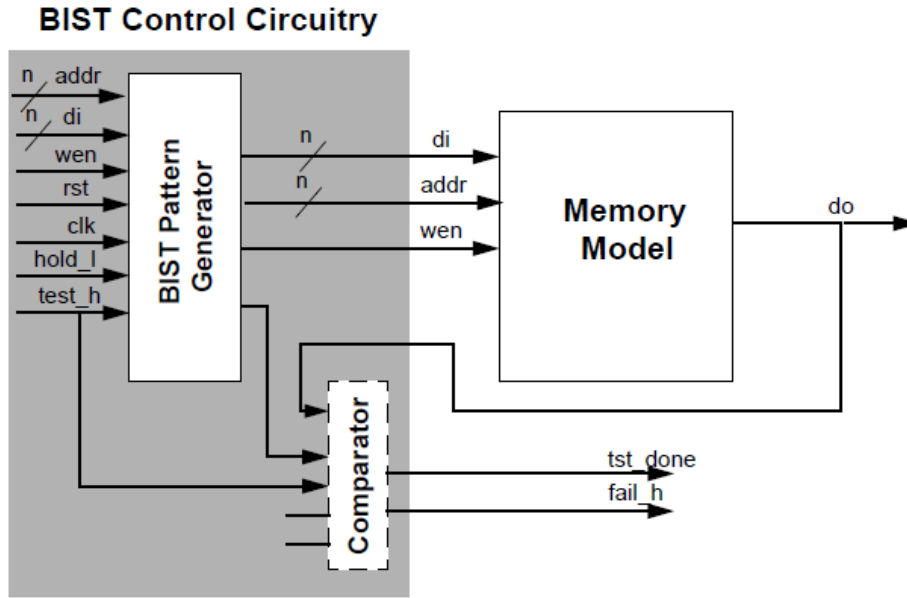 BIST Control Circuitry
n addr
n di
wen
rst
clk
hold_l
test_h
BIST Pattern
Generator
n di
n addr
wen
Memory
Model
do
Comparator
tst_done
fail_h